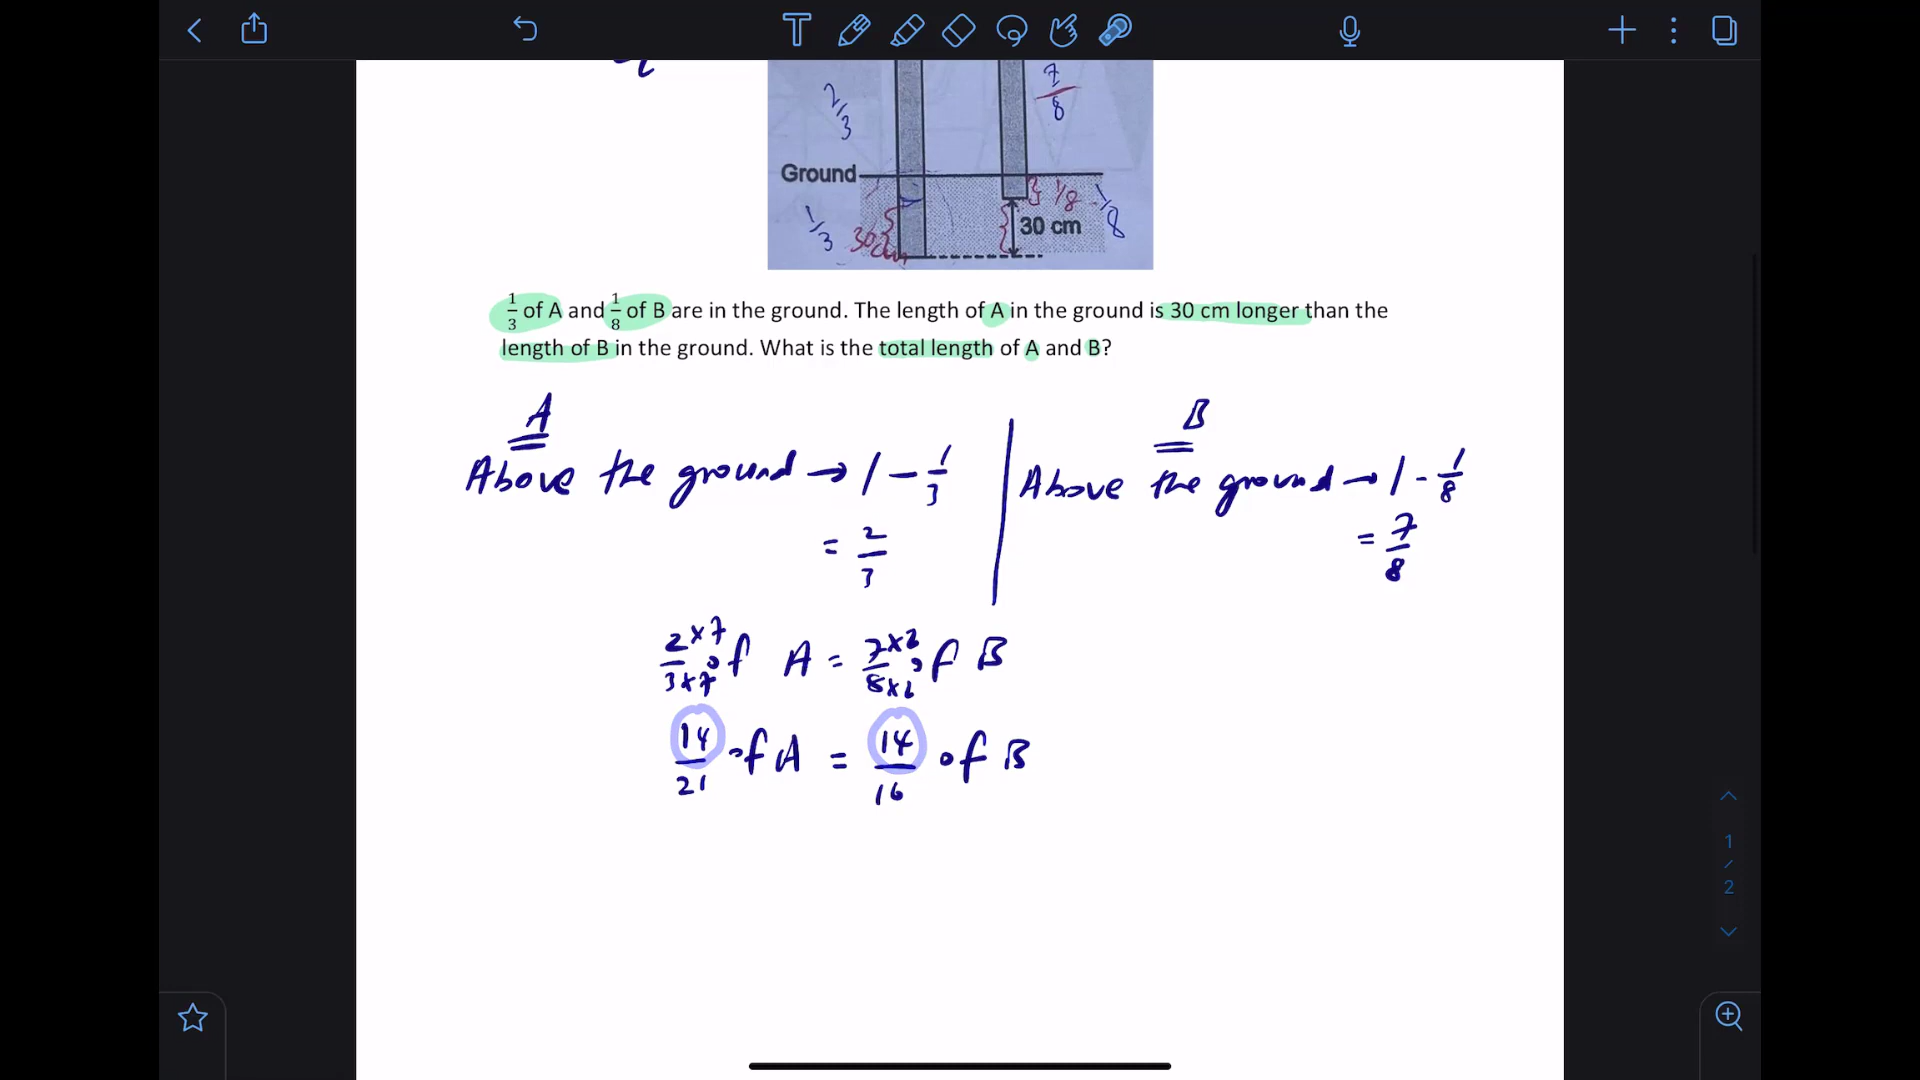 2/3
7/8
Ground
1/3
30cm
1/8
1/8
30 cm
1/3 of A and 1/8 of B are in the ground. The length of A in the ground is 30 cm longer than the
length of B in the ground. What is the total length of A and B?
A
Above the ground → 1 - 1/3
= 2/3
B
Above the ground → 1 - 1/8
= 7/8
2×7/3×7 of A = 7×2/8×2 of B
14/21 of A = 14/16 of B
1
/
2